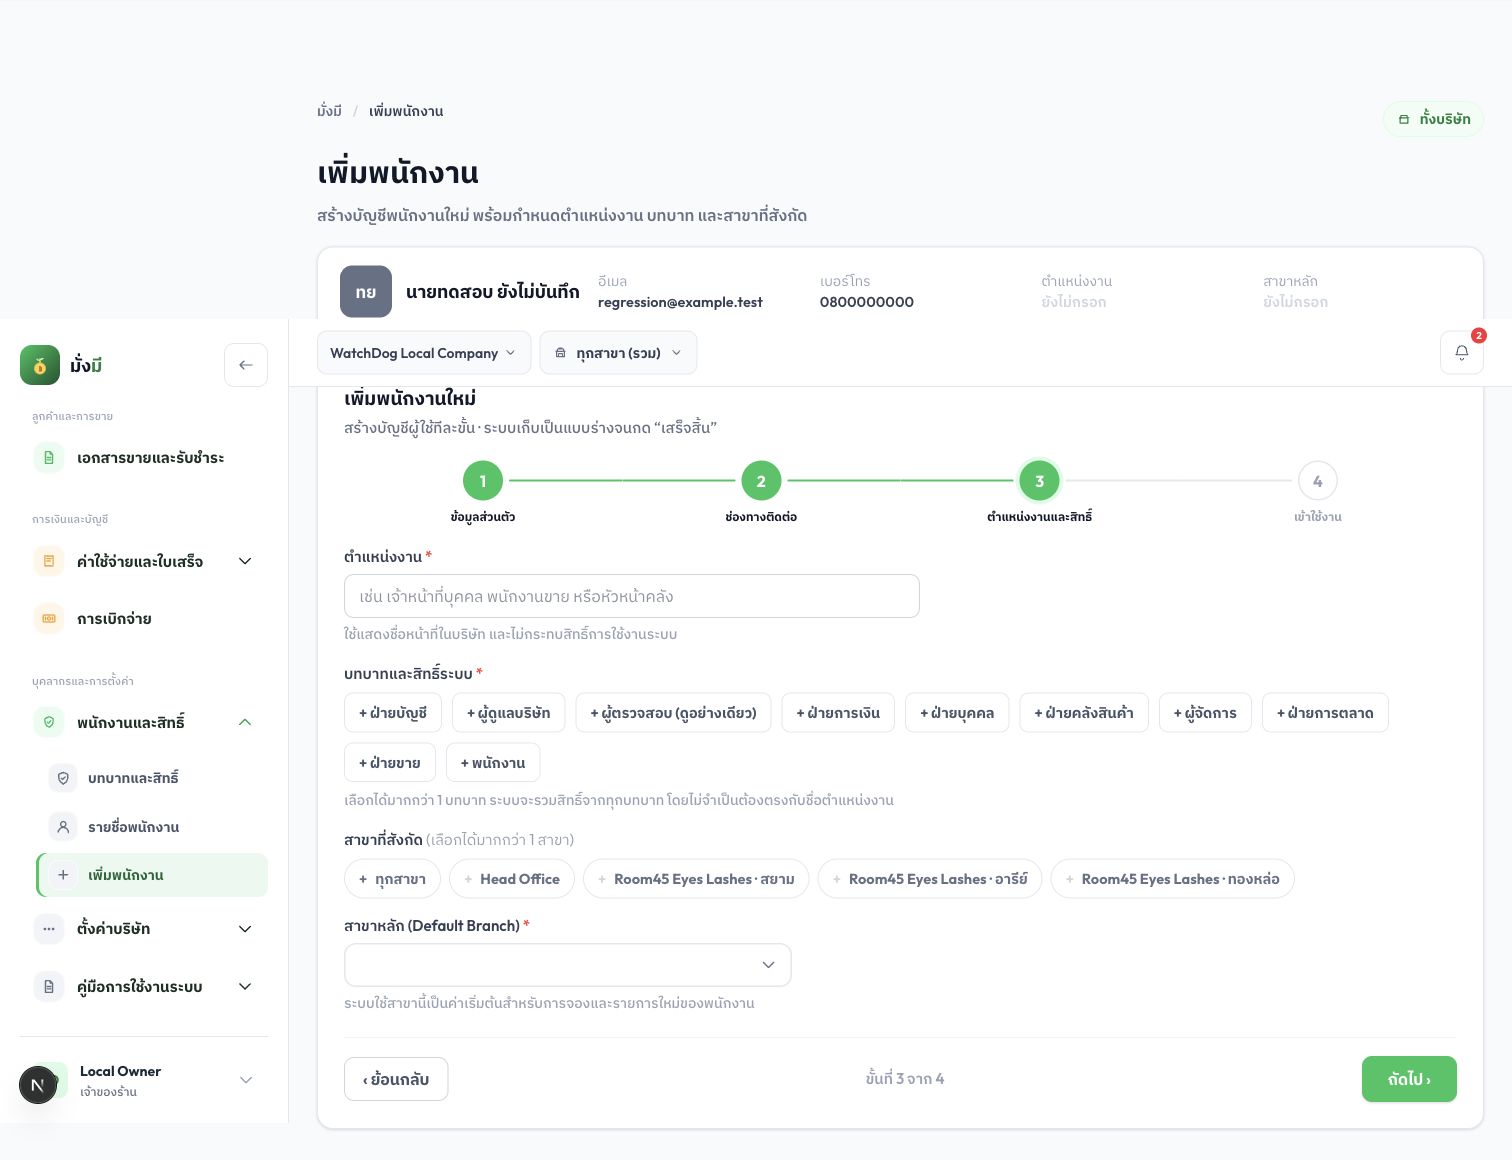 มั่งมี / เพิ่มพนักงาน
ทั้งบริษัท
เพิ่มพนักงาน
สร้างบัญชีพนักงานใหม่ พร้อมกำหนดตำแหน่งงาน บทบาท และสาขาที่สังกัด
ทย
นายทดสอบ ยังไม่บันทึก
อีเมล
regression@example.test
เบอร์โทร
0800000000
ตำแหน่งงาน
ยังไม่กรอก
สาขาหลัก
ยังไม่กรอก
มั่งมี
WatchDog Local Company
ทุกสาขา (รวม)
2
ลูกค้าและการขาย
เอกสารขายและรับชำระ
การเงินและบัญชี
ค่าใช้จ่ายและใบเสร็จ
การเบิกจ่าย
บุคลากรและการตั้งค่า
พนักงานและสิทธิ์
บทบาทและสิทธิ์
รายชื่อพนักงาน
เพิ่มพนักงาน
ตั้งค่าบริษัท
คู่มือการใช้งานระบบ
N
Local Owner
เจ้าของร้าน
เพิ่มพนักงานใหม่
สร้างบัญชีผู้ใช้ทีละขั้น · ระบบเก็บเป็นแบบร่างจนกด “เสร็จสิ้น”
1 2 3 4
ข้อมูลส่วนตัว ช่องทางติดต่อ ตำแหน่งงานและสิทธิ์ เข้าใช้งาน
ตำแหน่งงาน *
เช่น เจ้าหน้าที่บุคคล พนักงานขาย หรือหัวหน้าคลัง
ใช้แสดงชื่อหน้าที่ในบริษัท และไม่กระทบสิทธิ์การใช้งานระบบ
บทบาทและสิทธิ์ระบบ *
+ ฝ่ายบัญชี + ผู้ดูแลบริษัท + ผู้ตรวจสอบ (ดูอย่างเดียว) + ฝ่ายการเงิน + ฝ่ายบุคคล + ฝ่ายคลังสินค้า + ผู้จัดการ + ฝ่ายการตลาด
+ ฝ่ายขาย + พนักงาน
เลือกได้มากกว่า 1 บทบาท ระบบจะรวมสิทธิ์จากทุกบทบาท โดยไม่จำเป็นต้องตรงกับชื่อตำแหน่งงาน
สาขาที่สังกัด (เลือกได้มากกว่า 1 สาขา)
+ ทุกสาขา + Head Office + Room45 Eyes Lashes · สยาม + Room45 Eyes Lashes · อารีย์ + Room45 Eyes Lashes · ทองหล่อ
สาขาหลัก (Default Branch) *
ระบบใช้สาขานี้เป็นค่าเริ่มต้นสำหรับการจองและรายการใหม่ของพนักงาน
‹ ย้อนกลับ
ขั้นที่ 3 จาก 4
ถัดไป ›